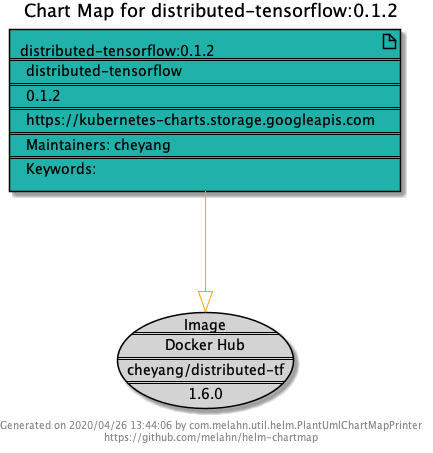 Chart Map for distributed-tensorflow:0.1.2
distributed-tensorflow:0.1.2
distributed-tensorflow
0.1.2
https://kubernetes-charts.storage.googleapis.com
Maintainers: cheyang
Keywords:
Image
Docker Hub
cheyang/distributed-tf
1.6.0
Generated on 2020/04/26 13:44:06 by com.melahn.util.helm.PlantUmlChartMapPrinter
https://github.com/melahn/helm-chartmap